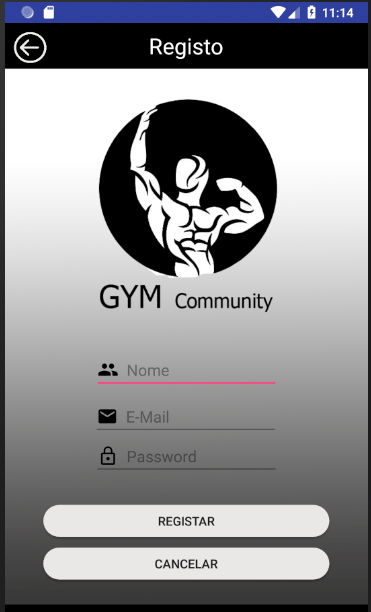 11:14
Registo
GYM Community
Nome
E-Mail
Password
REGISTAR
CANCELAR